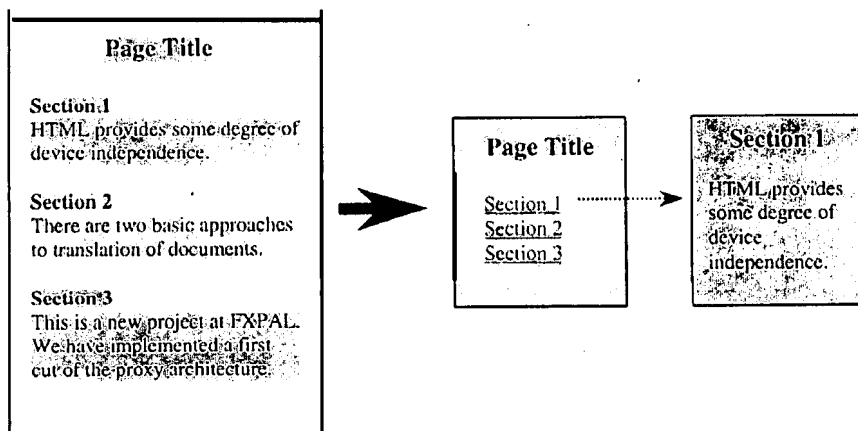 Page Title
Section 1
HTML provides some degree of
device independence.
Section 2
There are two basic approaches
to translation of documents.
Section 3
This is a new project at FXPAL.
We have implemented a first
cut of the proxy architecture.
Page Title
Section 1
Section 2
Section 3
Section 1
HTML provides
some degree of
device
independence.